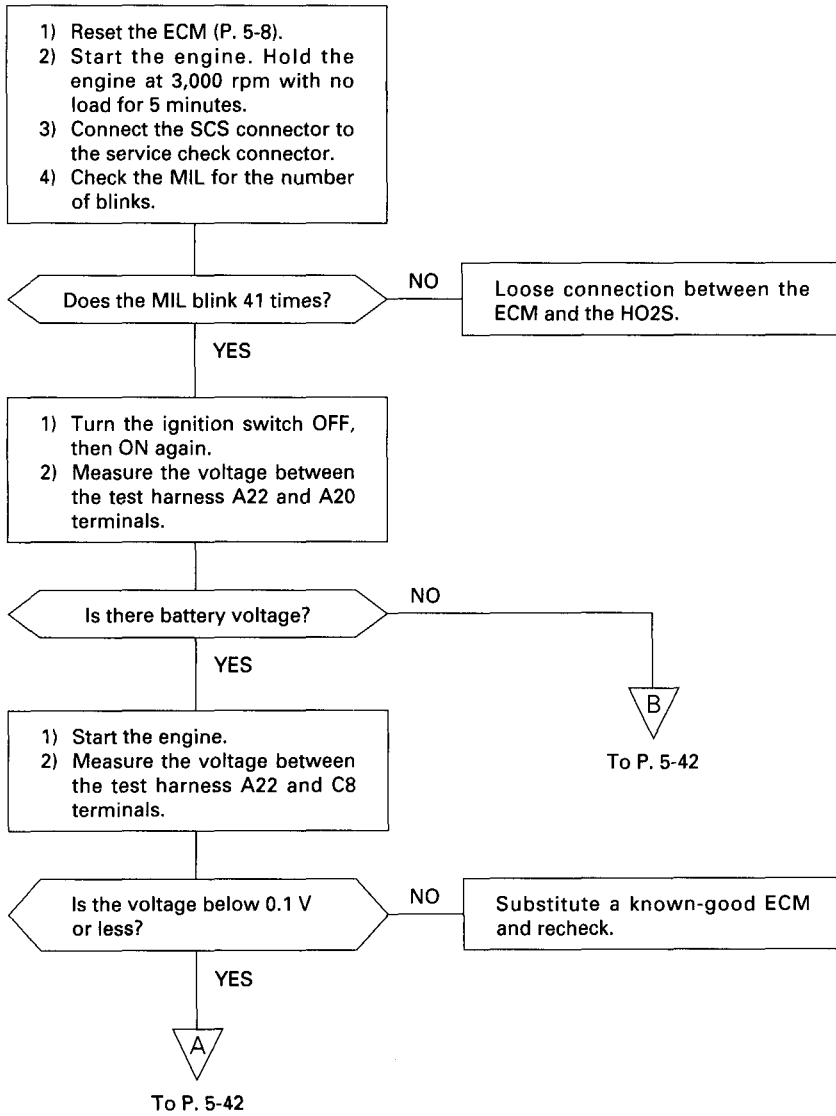 1) Reset the ECM (P. 5-8).
2) Start the engine. Hold the
engine at 3,000 rpm with no
load for 5 minutes.
3) Connect the SCS connector to
the service check connector.
4) Check the MIL for the number
of blinks.
Does the MIL blink 41 times?
NO
Loose connection between the
ECM and the HO2S.
YES
1) Turn the ignition switch OFF,
then ON again.
2) Measure the voltage between
the test harness A22 and A20
terminals.
Is there battery voltage?
NO
B
To P. 5-42
YES
1) Start the engine.
2) Measure the voltage between
the test harness A22 and C8
terminals.
Is the voltage below 0.1 V
or less?
NO
Substitute a known-good ECM
and recheck.
YES
A
To P. 5-42